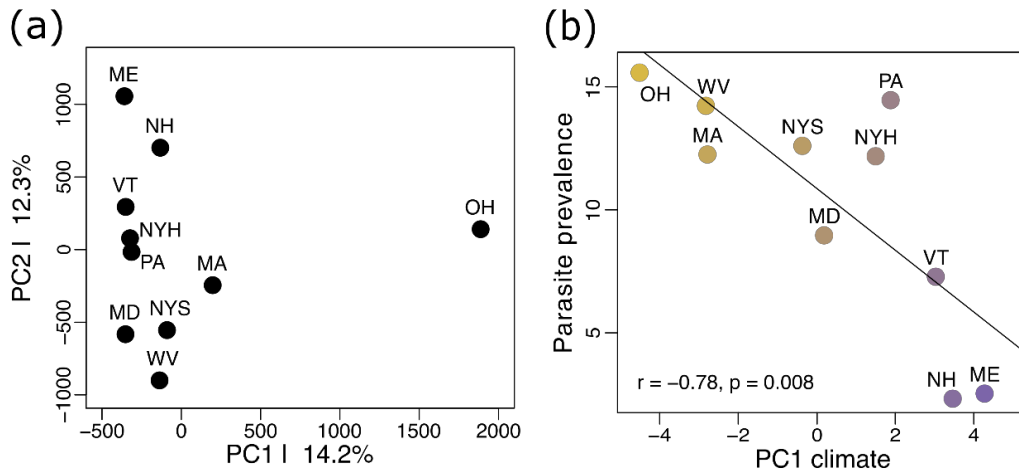 (a)
ME
NH
VT
NYH
PA
MA
MD
NYS
WV
OH
1000
500
0
−500
−1000
PC2 | 12.3%
−500 0 500 1000 1500 2000
PC1 | 14.2%
(b)
OH
WV
PA
MA
NYS
NYH
MD
VT
NH
ME
r = −0.78, p = 0.008
15
10
5
Parasite prevalence
−4 −2 0 2 4
PC1 climate